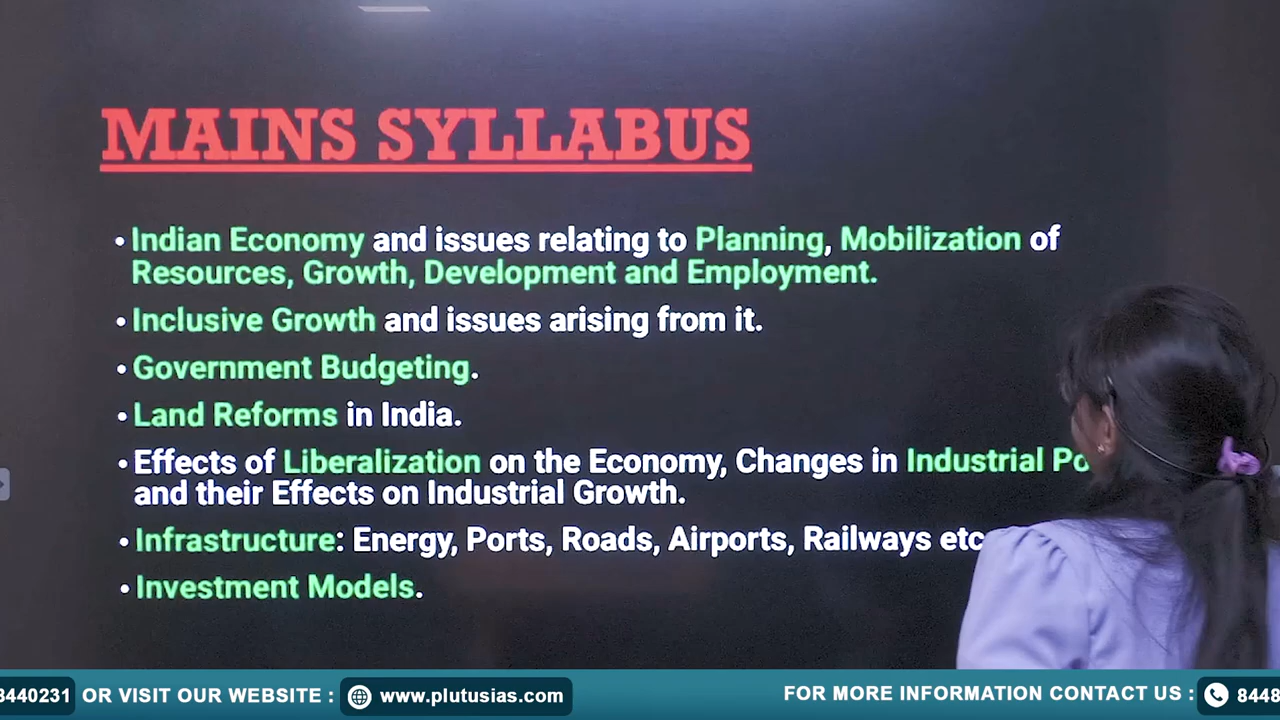 MAINS SYLLABUS
• Indian Economy and issues relating to Planning, Mobilization of
Resources, Growth, Development and Employment.
• Inclusive Growth and issues arising from it.
• Government Budgeting.
• Land Reforms in India.
• Effects of Liberalization on the Economy, Changes in Industrial
and their Effects on Industrial Growth.
• Infrastructure: Energy, Ports, Roads, Airports, Railways etc
• Investment Models.
8440231 OR VISIT OUR WEBSITE : www.plutusias.com FOR MORE INFORMATION CONTACT US : 8448